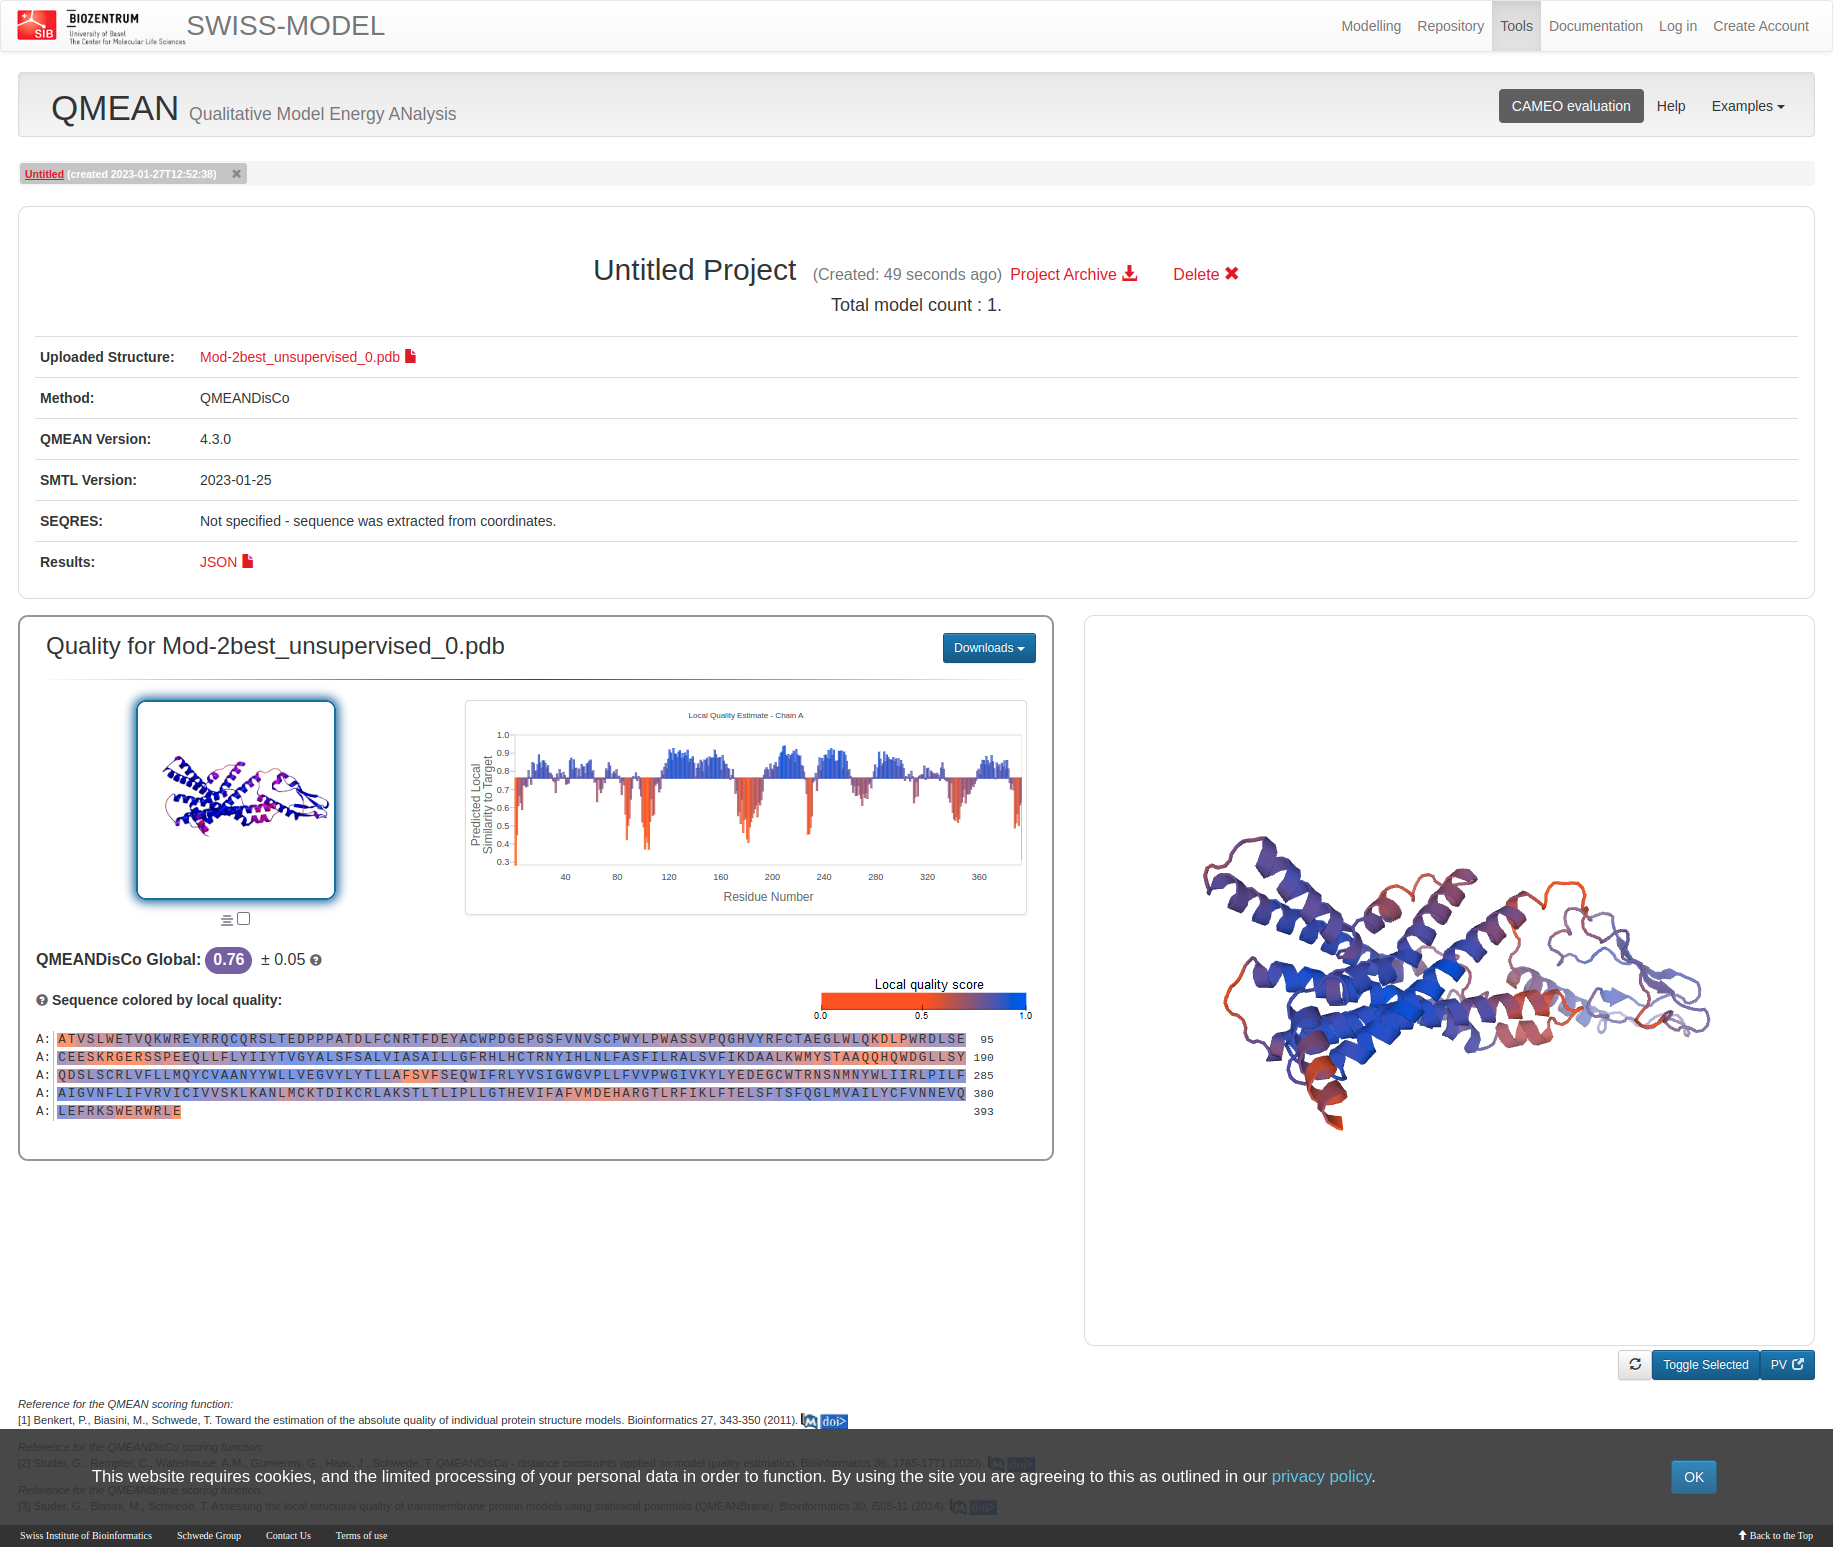 SIB
BIOZENTRUM
University of Basel
The Center for Molecular Life Sciences
SWISS-MODEL
Modelling Repository Tools Documentation Log in Create Account
QMEAN Qualitative Model Energy ANalysis
CAMEO evaluation Help Examples
Untitled (created 2023-01-27T12:52:38)
Untitled Project (Created: 49 seconds ago) Project Archive Delete
Total model count : 1.
Uploaded Structure: Mod-2best_unsupervised_0.pdb
Method: QMEANDisCo
QMEAN Version: 4.3.0
SMTL Version: 2023-01-25
SEQRES: Not specified - sequence was extracted from coordinates.
Results: JSON
Quality for Mod-2best_unsupervised_0.pdb
Downloads
Local Quality Estimate - Chain A
Predicted Local
Similarity to Target
1.0
0.9
0.8
0.7
0.6
0.5
0.4
0.3
40 80 120 160 200 240 280 320 360
Residue Number
QMEANDisCo Global: 0.76 ± 0.05
Sequence colored by local quality:
Local quality score
0.0 0.5 1.0
A: ATVSLWETVQKWREYRRQCQRSLTEDPPPATDLFCNRTFDEYACWPDGEPGSFVNVSCPWYLPWASSVPQGHVYRFCTAEGLWLQKDLPWRDLSE 95
A: CEESKRGERSSPEEQLLFLYIIYTVGYALSFSALVIASAILLGFRHLHCTRNYIHLNLFASFILRALSVFIKDAALKWMYSTAAQQHQWDGLLSY 190
A: QDSLSCRLVFLLMQYCVAANYYWLLVEGVYLYTLLAFSVFSEQWIFRLYVSIGWGVPLLFVVPWGIVKYLYEDEGCWTRNSNMNYWLIIRLPILF 285
A: AIGVNFLIFVRVICIVVSKLKANLMCKTDIKCRLAKSTLTLIPLLGTHEVIFAFVMDEHARGTLRFIKLFTELSFTSFQGLMVAILYCFVNNEVQ 380
A: LEFRKSWERWRLE 393
Toggle Selected PV
Reference for the QMEAN scoring function:
[1] Benkert, P., Biasini, M., Schwede, T. Toward the estimation of the absolute quality of individual protein structure models. Bioinformatics 27, 343-350 (2011). doi>
Reference for the QMEANDisCo scoring function:
[2] Studer, G., Rempfer, C., Waterhouse, A.M., Gumienny, G., Haas, J., Schwede, T. QMEANDisCo - distance constraints applied on model quality estimation. Bioinformatics 36, 1765-1771 (2020). doi>
This website requires cookies, and the limited processing of your personal data in order to function. By using the site you are agreeing to this as outlined in our privacy policy.
OK
Reference for the QMEANBrane scoring function:
[3] Studer, G., Biasini, M., Schwede, T. Assessing the local structural quality of transmembrane protein models using statistical potentials (QMEANBrane). Bioinformatics 30, i505-11 (2014). doi>
Swiss Institute of Bioinformatics Schwede Group Contact Us Terms of use Back to the Top